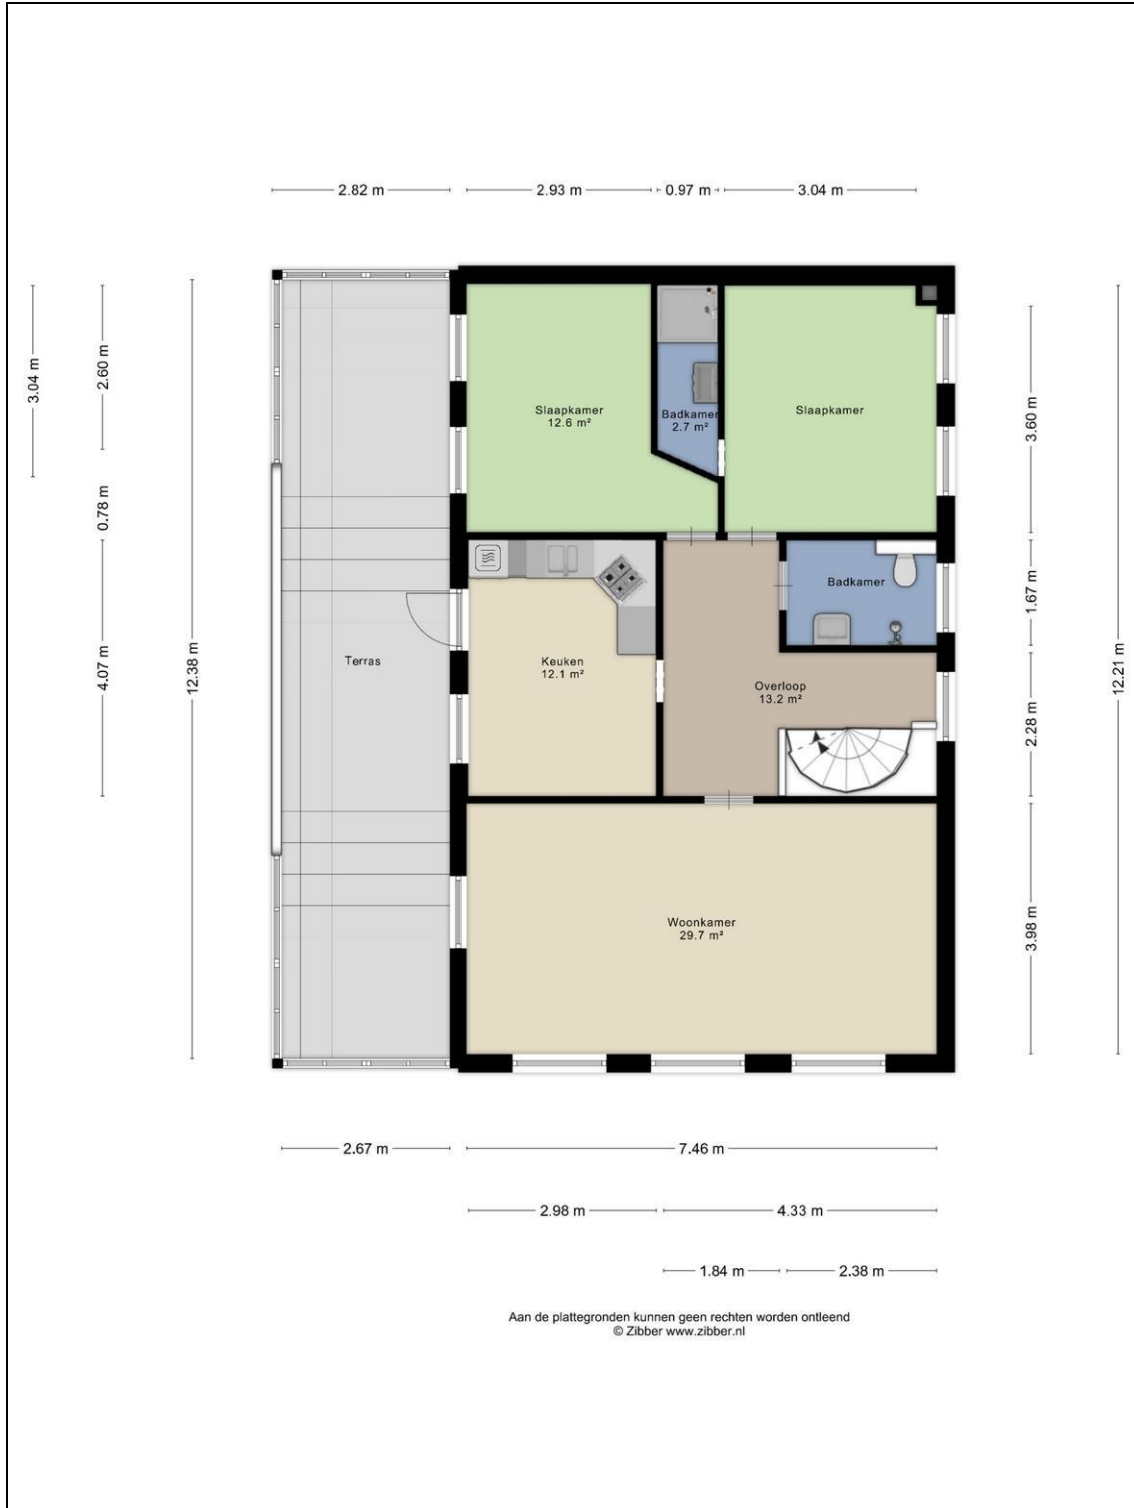 2.82 m
2.93 m
0.97 m
3.04 m
3.04 m
2.60 m
0.78 m
4.07 m
12.38 m
Slaapkamer
12.6 m²
Badkamer
2.7 m²
Slaapkamer
3.60 m
Badkamer
1.67 m
Keuken
12.1 m²
Terras
Overloop
13.2 m²
2.28 m
12.21 m
Woonkamer
29.7 m²
3.98 m
2.67 m
7.46 m
2.98 m
4.33 m
1.84 m
2.38 m
Aan de plattegronden kunnen geen rechten worden ontleend
© Zibber www.zibber.nl